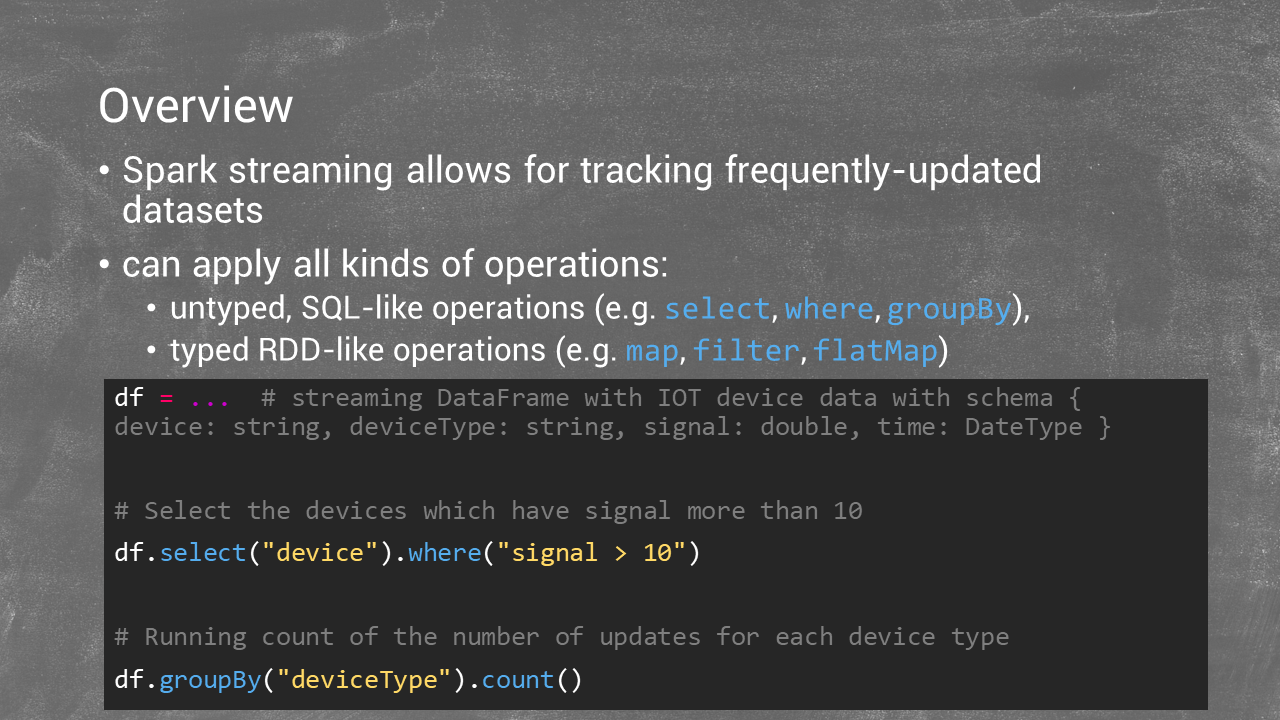 Overview
• Spark streaming allows for tracking frequently-updated
datasets
• can apply all kinds of operations:
• untyped, SQL-like operations (e.g. select, where, groupBy),
• typed RDD-like operations (e.g. map, filter, flatMap)
df = ...  # streaming DataFrame with IOT device data with schema {
device: string, deviceType: string, signal: double, time: DateType }
# Select the devices which have signal more than 10
df.select("device").where("signal > 10")
# Running count of the number of updates for each device type
df.groupBy("deviceType").count()